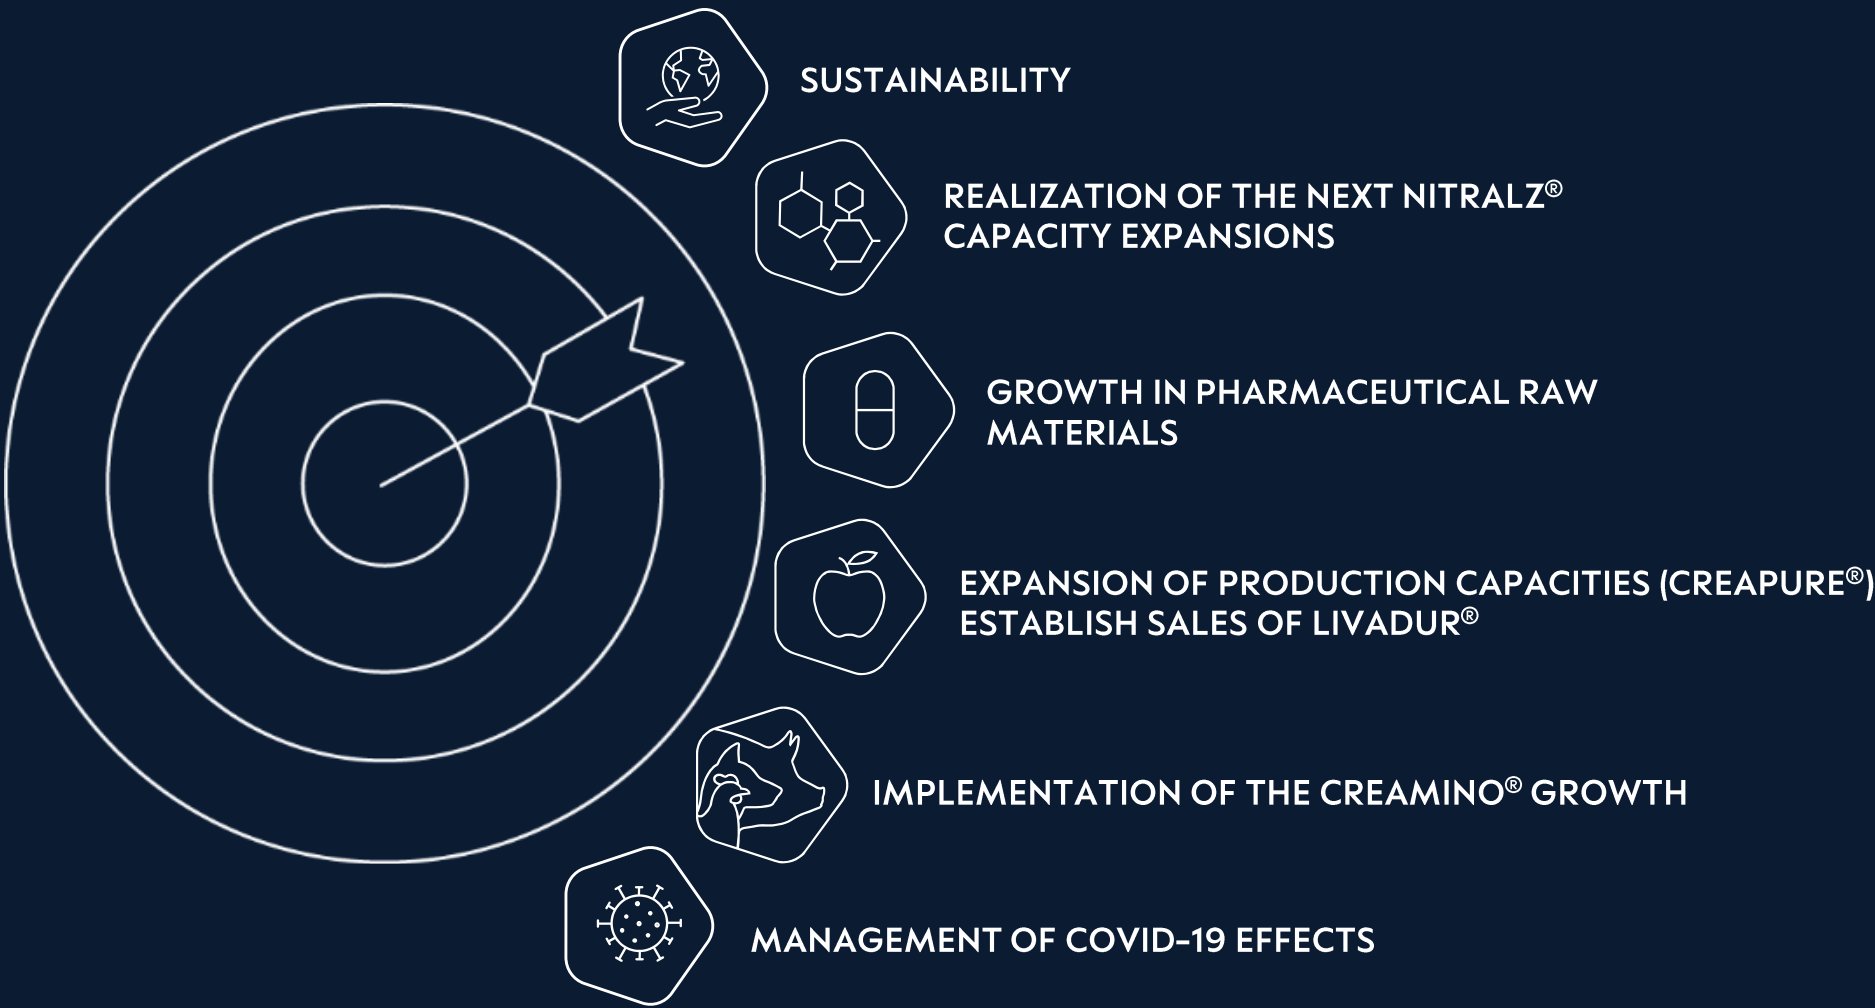 SUSTAINABILITY
REALIZATION OF THE NEXT NITRALZ®
CAPACITY EXPANSIONS
GROWTH IN PHARMACEUTICAL RAW
MATERIALS
EXPANSION OF PRODUCTION CAPACITIES (CREAPURE®)
ESTABLISH SALES OF LIVADUR®
IMPLEMENTATION OF THE CREAMINO® GROWTH
MANAGEMENT OF COVID-19 EFFECTS